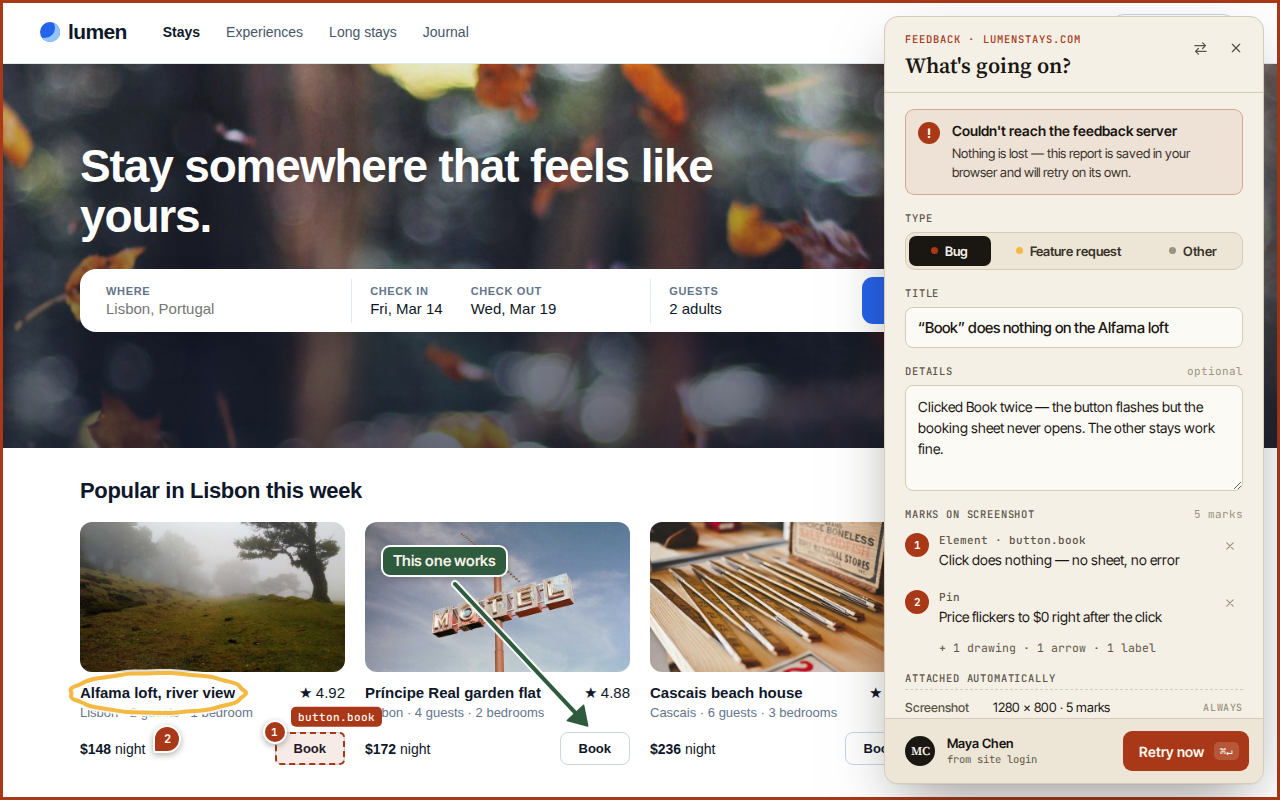 lumen
Stays Experiences Long stays Journal
Stay somewhere that feels like
yours.
WHERE
Lisbon, Portugal
CHECK IN
Fri, Mar 14
CHECK OUT
Wed, Mar 19
GUESTS
2 adults
Popular in Lisbon this week
This one works
MOTEL
BONELESS
Alfama loft, river view
★ 4.92
Lisbon · 2 guests · 1 bedroom
$148 night
2
1
button.book
Book
Príncipe Real garden flat
★ 4.88
bon · 4 guests · 2 bedrooms
$172 night
Book
Cascais beach house
★
Cascais · 6 guests · 3 bedrooms
$236 night
FEEDBACK · LUMENSTAYS.COM
What's going on?
Couldn't reach the feedback server
Nothing is lost — this report is saved in your
browser and will retry on its own.
TYPE
Bug Feature request Other
TITLE
“Book” does nothing on the Alfama loft
DETAILS optional
Clicked Book twice — the button flashes but the
booking sheet never opens. The other stays work
fine.
MARKS ON SCREENSHOT 5 marks
1 Element · button.book
Click does nothing — no sheet, no error
2 Pin
Price flickers to $0 right after the click
+ 1 drawing · 1 arrow · 1 label
ATTACHED AUTOMATICALLY
Screenshot 1280 × 800 · 5 marks ALWAYS
MC Maya Chen
from site login
Retry now ⌘↵